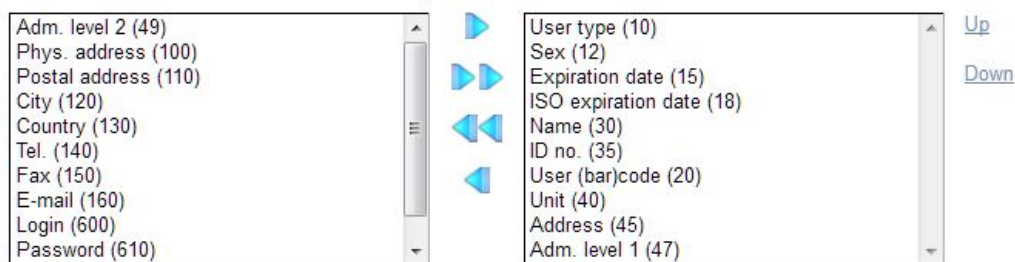 Adm. level 2 (49)
Phys. address (100)
Postal address (110)
City (120)
Country (130)
Tel. (140)
Fax (150)
E-mail (160)
Login (600)
Password (610)
User type (10)
Sex (12)
Expiration date (15)
ISO expiration date (18)
Name (30)
ID no. (35)
User (bar)code (20)
Unit (40)
Address (45)
Adm. level 1 (47)
Up
Down